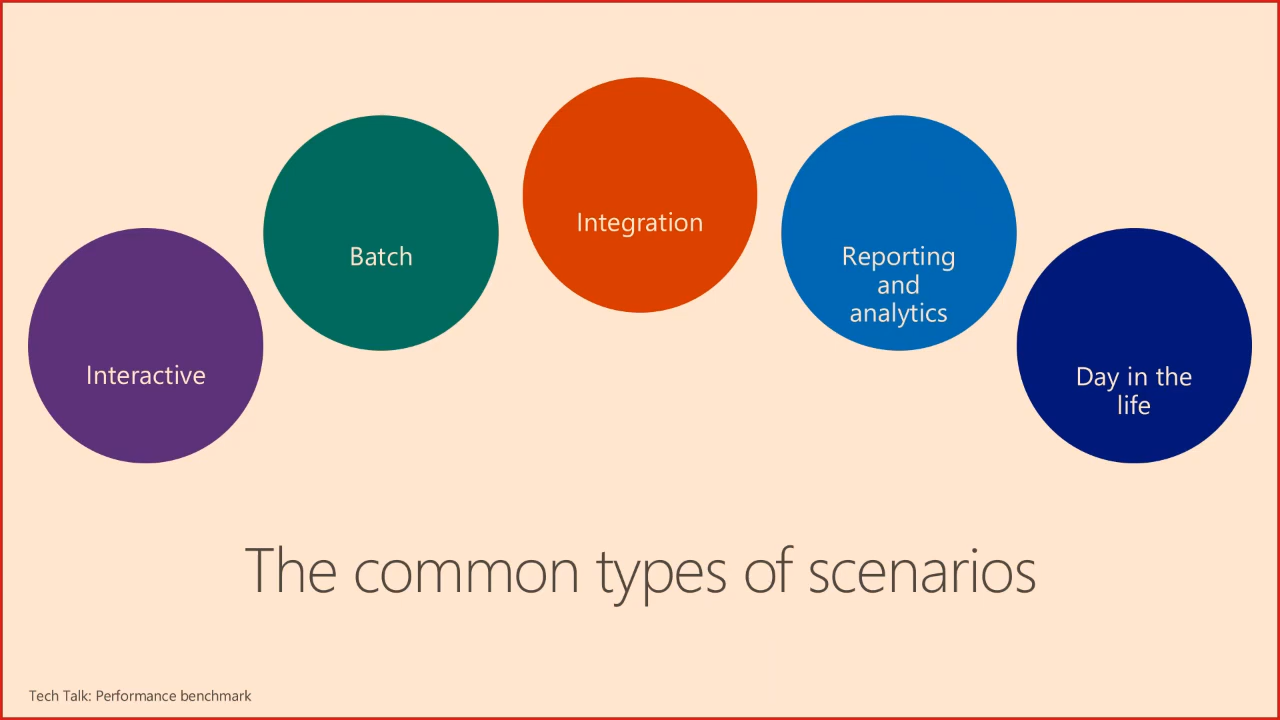 Interactive
Batch
Integration
Reporting
and
analytics
Day in the
life
The common types of scenarios
Tech Talk: Performance benchmark